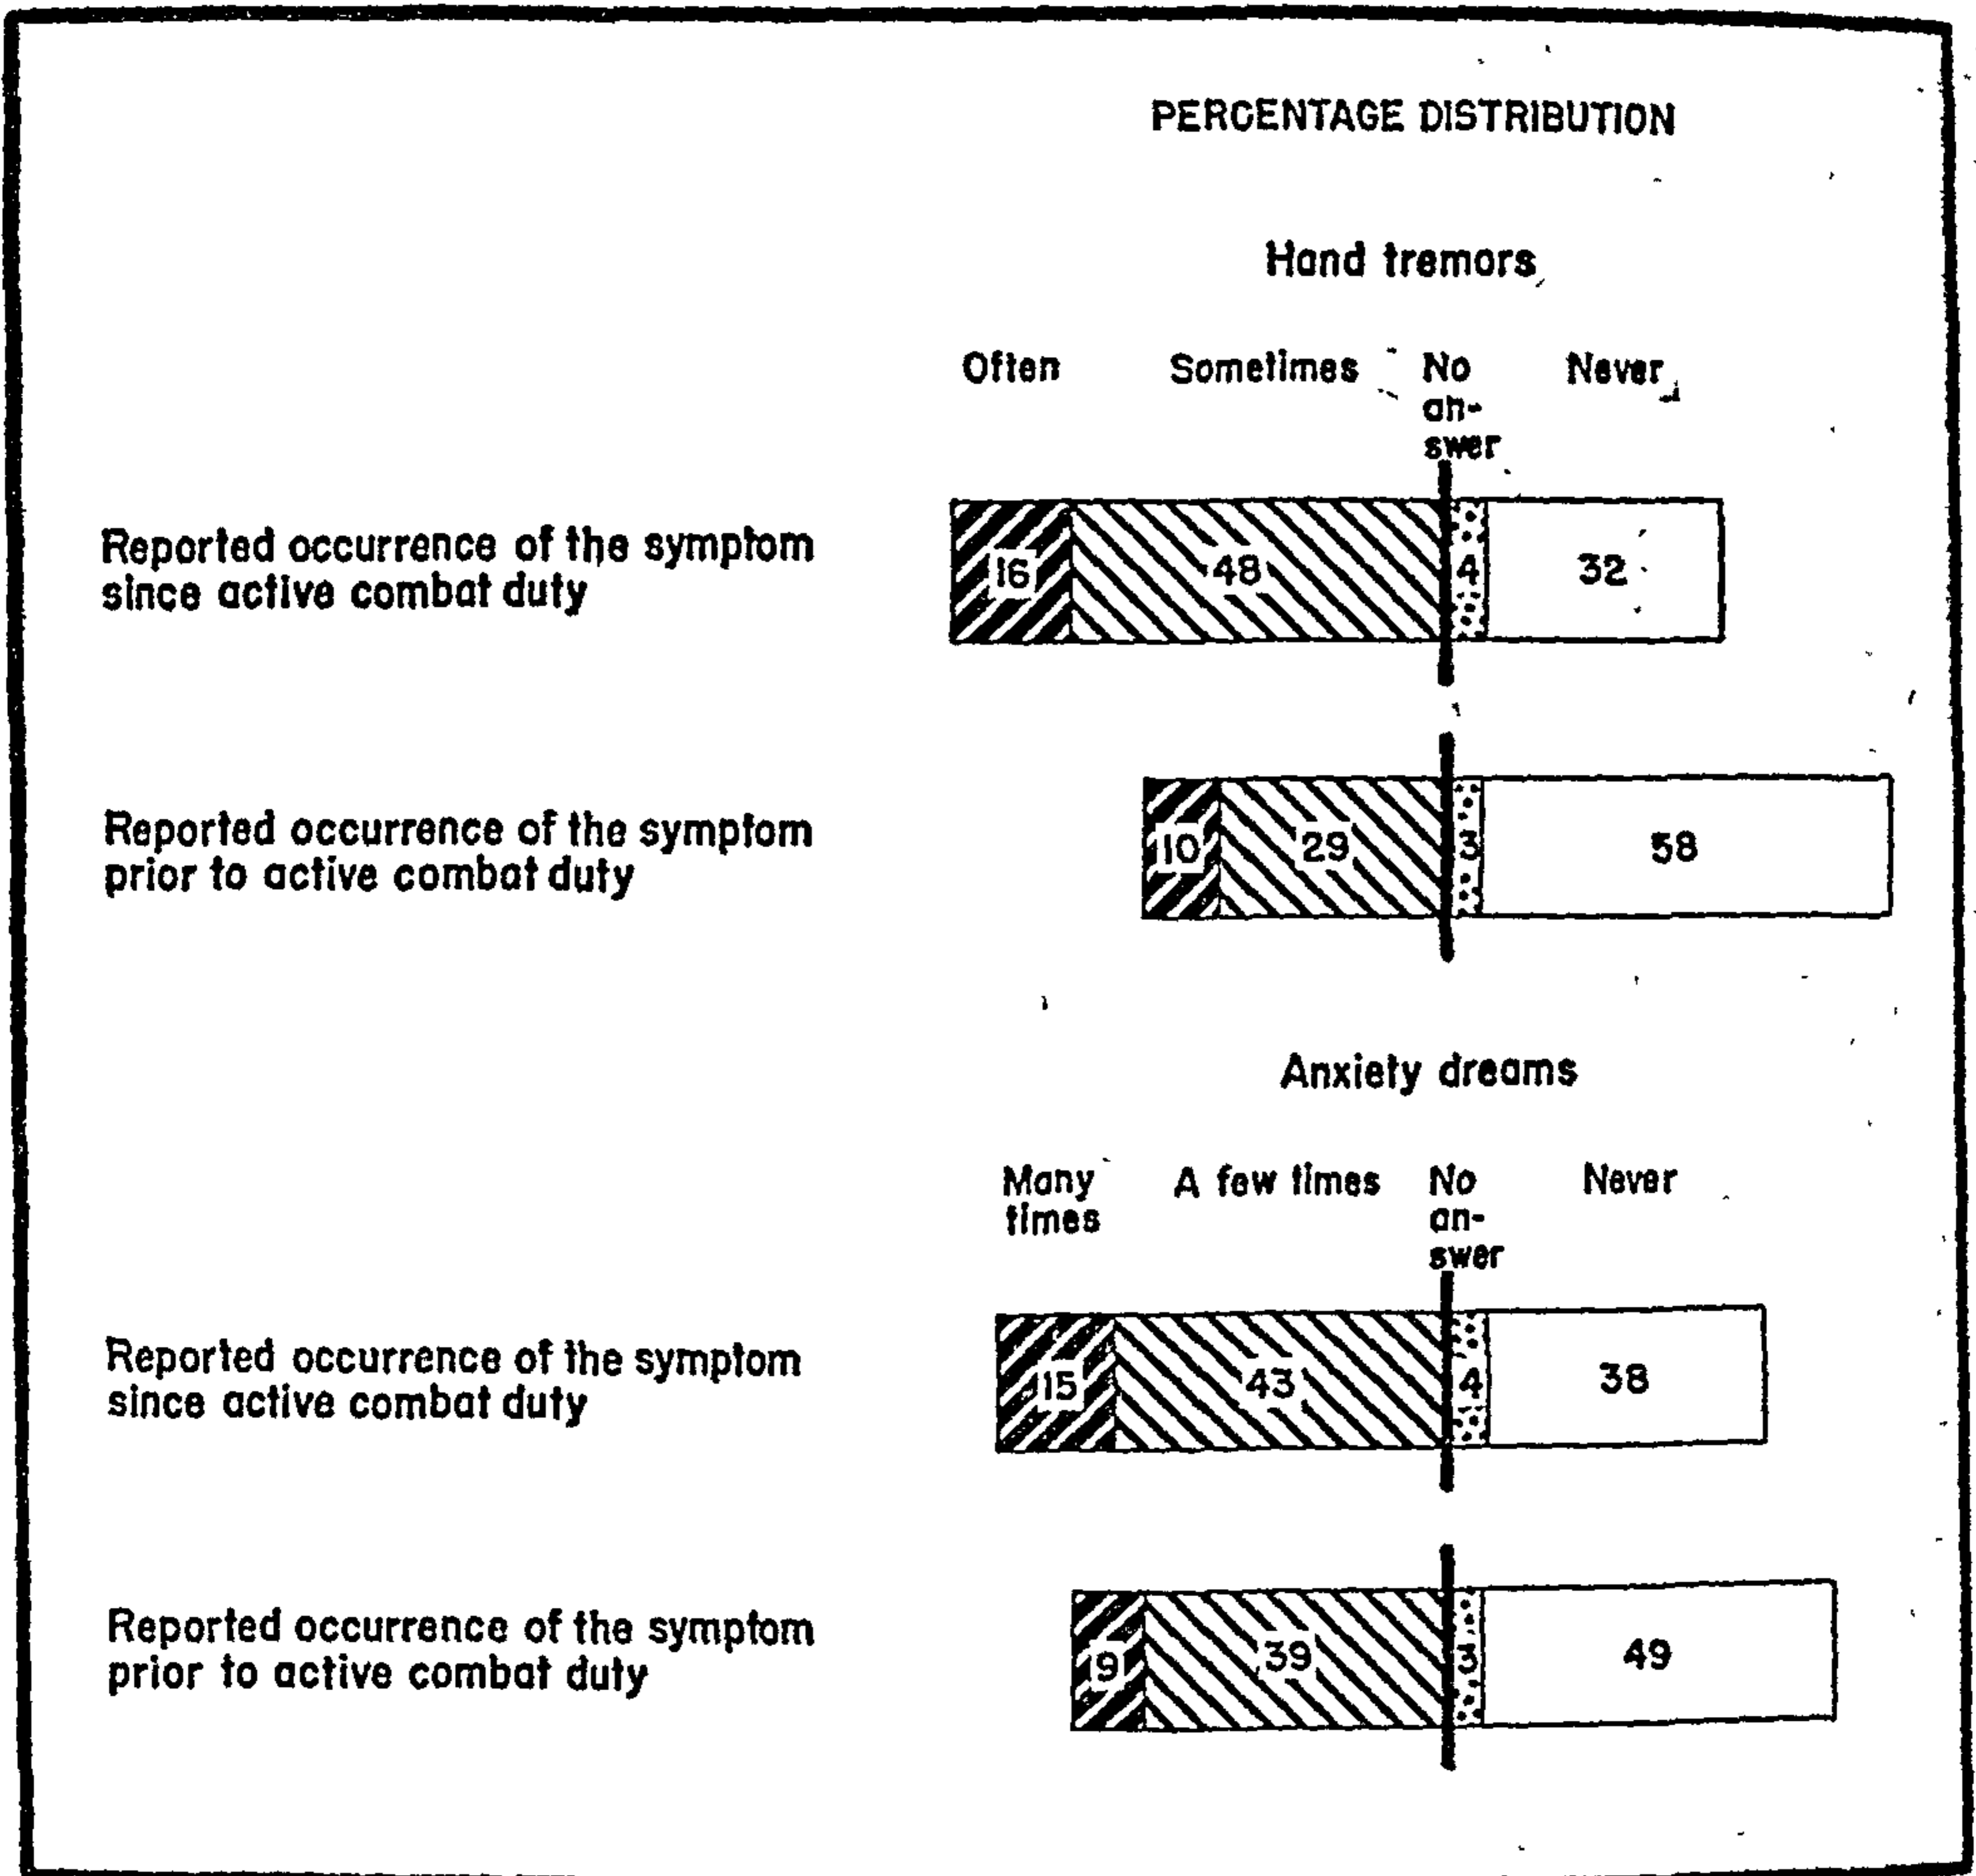 PERCENTAGE DISTRIBUTION
Hand tremors
Often Sometimes No Never
an-
swer
Reported occurrence of the symptom
since active combat duty
16 48 4 32
Reported occurrence of the symptom
prior to active combat duty
10 29 3 58
Anxiety dreams
Many A few times No Never
times an-
swer
Reported occurrence of the symptom
since active combat duty
15 43 4 38
Reported occurrence of the symptom
prior to active combat duty
9 39 3 49